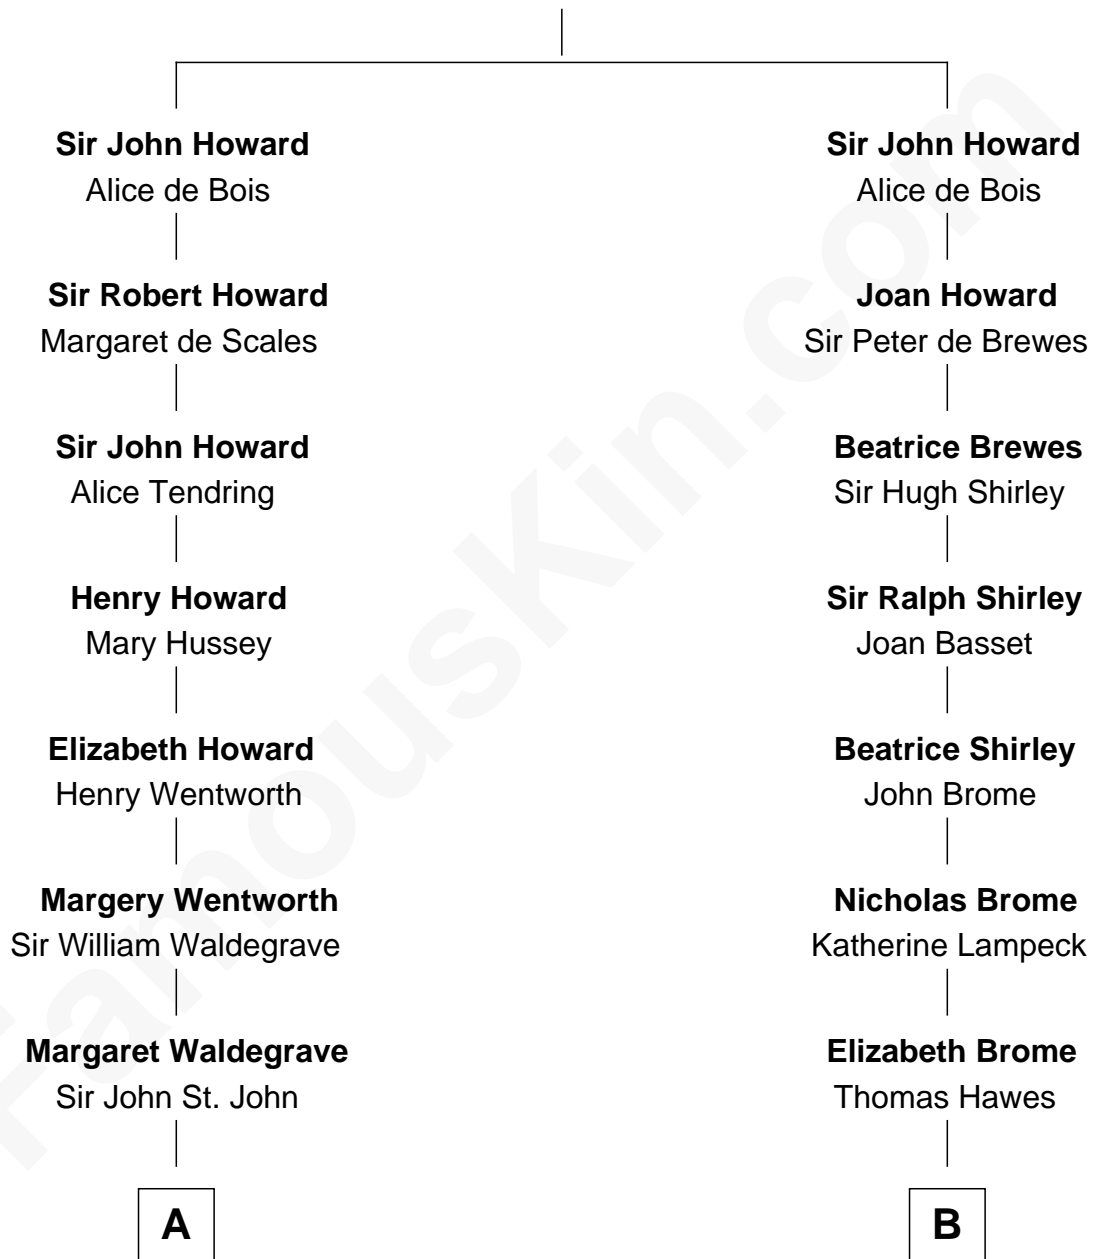 Sir John Howard
Alice de Bois
Sir Robert Howard
Margaret de Scales
Sir John Howard
Alice Tendring
Henry Howard
Mary Hussey
Elizabeth Howard
Henry Wentworth
Margery Wentworth
Sir William Waldegrave
Margaret Waldegrave
Sir John St. John
A
Sir John Howard
Alice de Bois
Joan Howard
Sir Peter de Brewes
Beatrice Brewes
Sir Hugh Shirley
Sir Ralph Shirley
Joan Basset
Beatrice Shirley
John Brome
Nicholas Brome
Katherine Lampeck
Elizabeth Brome
Thomas Hawes
B
FamousKin.com